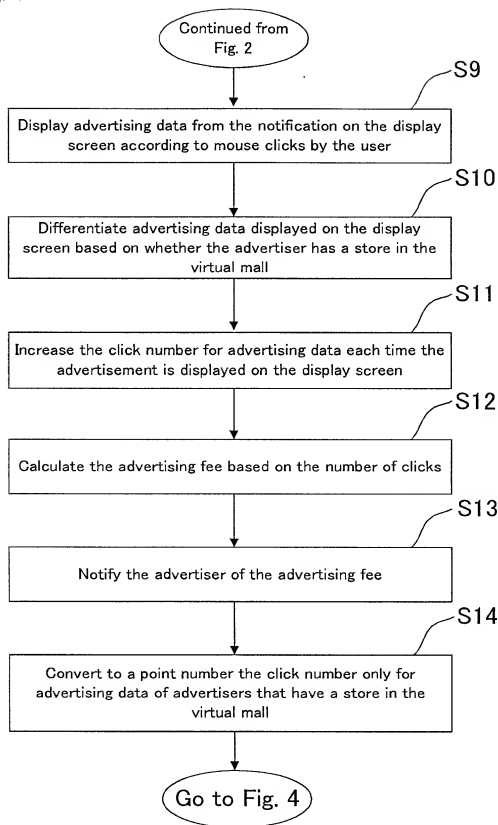 Continued from
Fig. 2
S9
Display advertising data from the notification on the display
screen according to mouse clicks by the user
S10
Differentiate advertising data displayed on the display
screen based on whether the advertiser has a store in the
virtual mall
S11
Increase the click number for advertising data each time the
advertisement is displayed on the display screen
S12
Calculate the advertising fee based on the number of clicks
S13
Notify the advertiser of the advertising fee
S14
Convert to a point number the click number only for
advertising data of advertisers that have a store in the
virtual mall
Go to Fig. 4